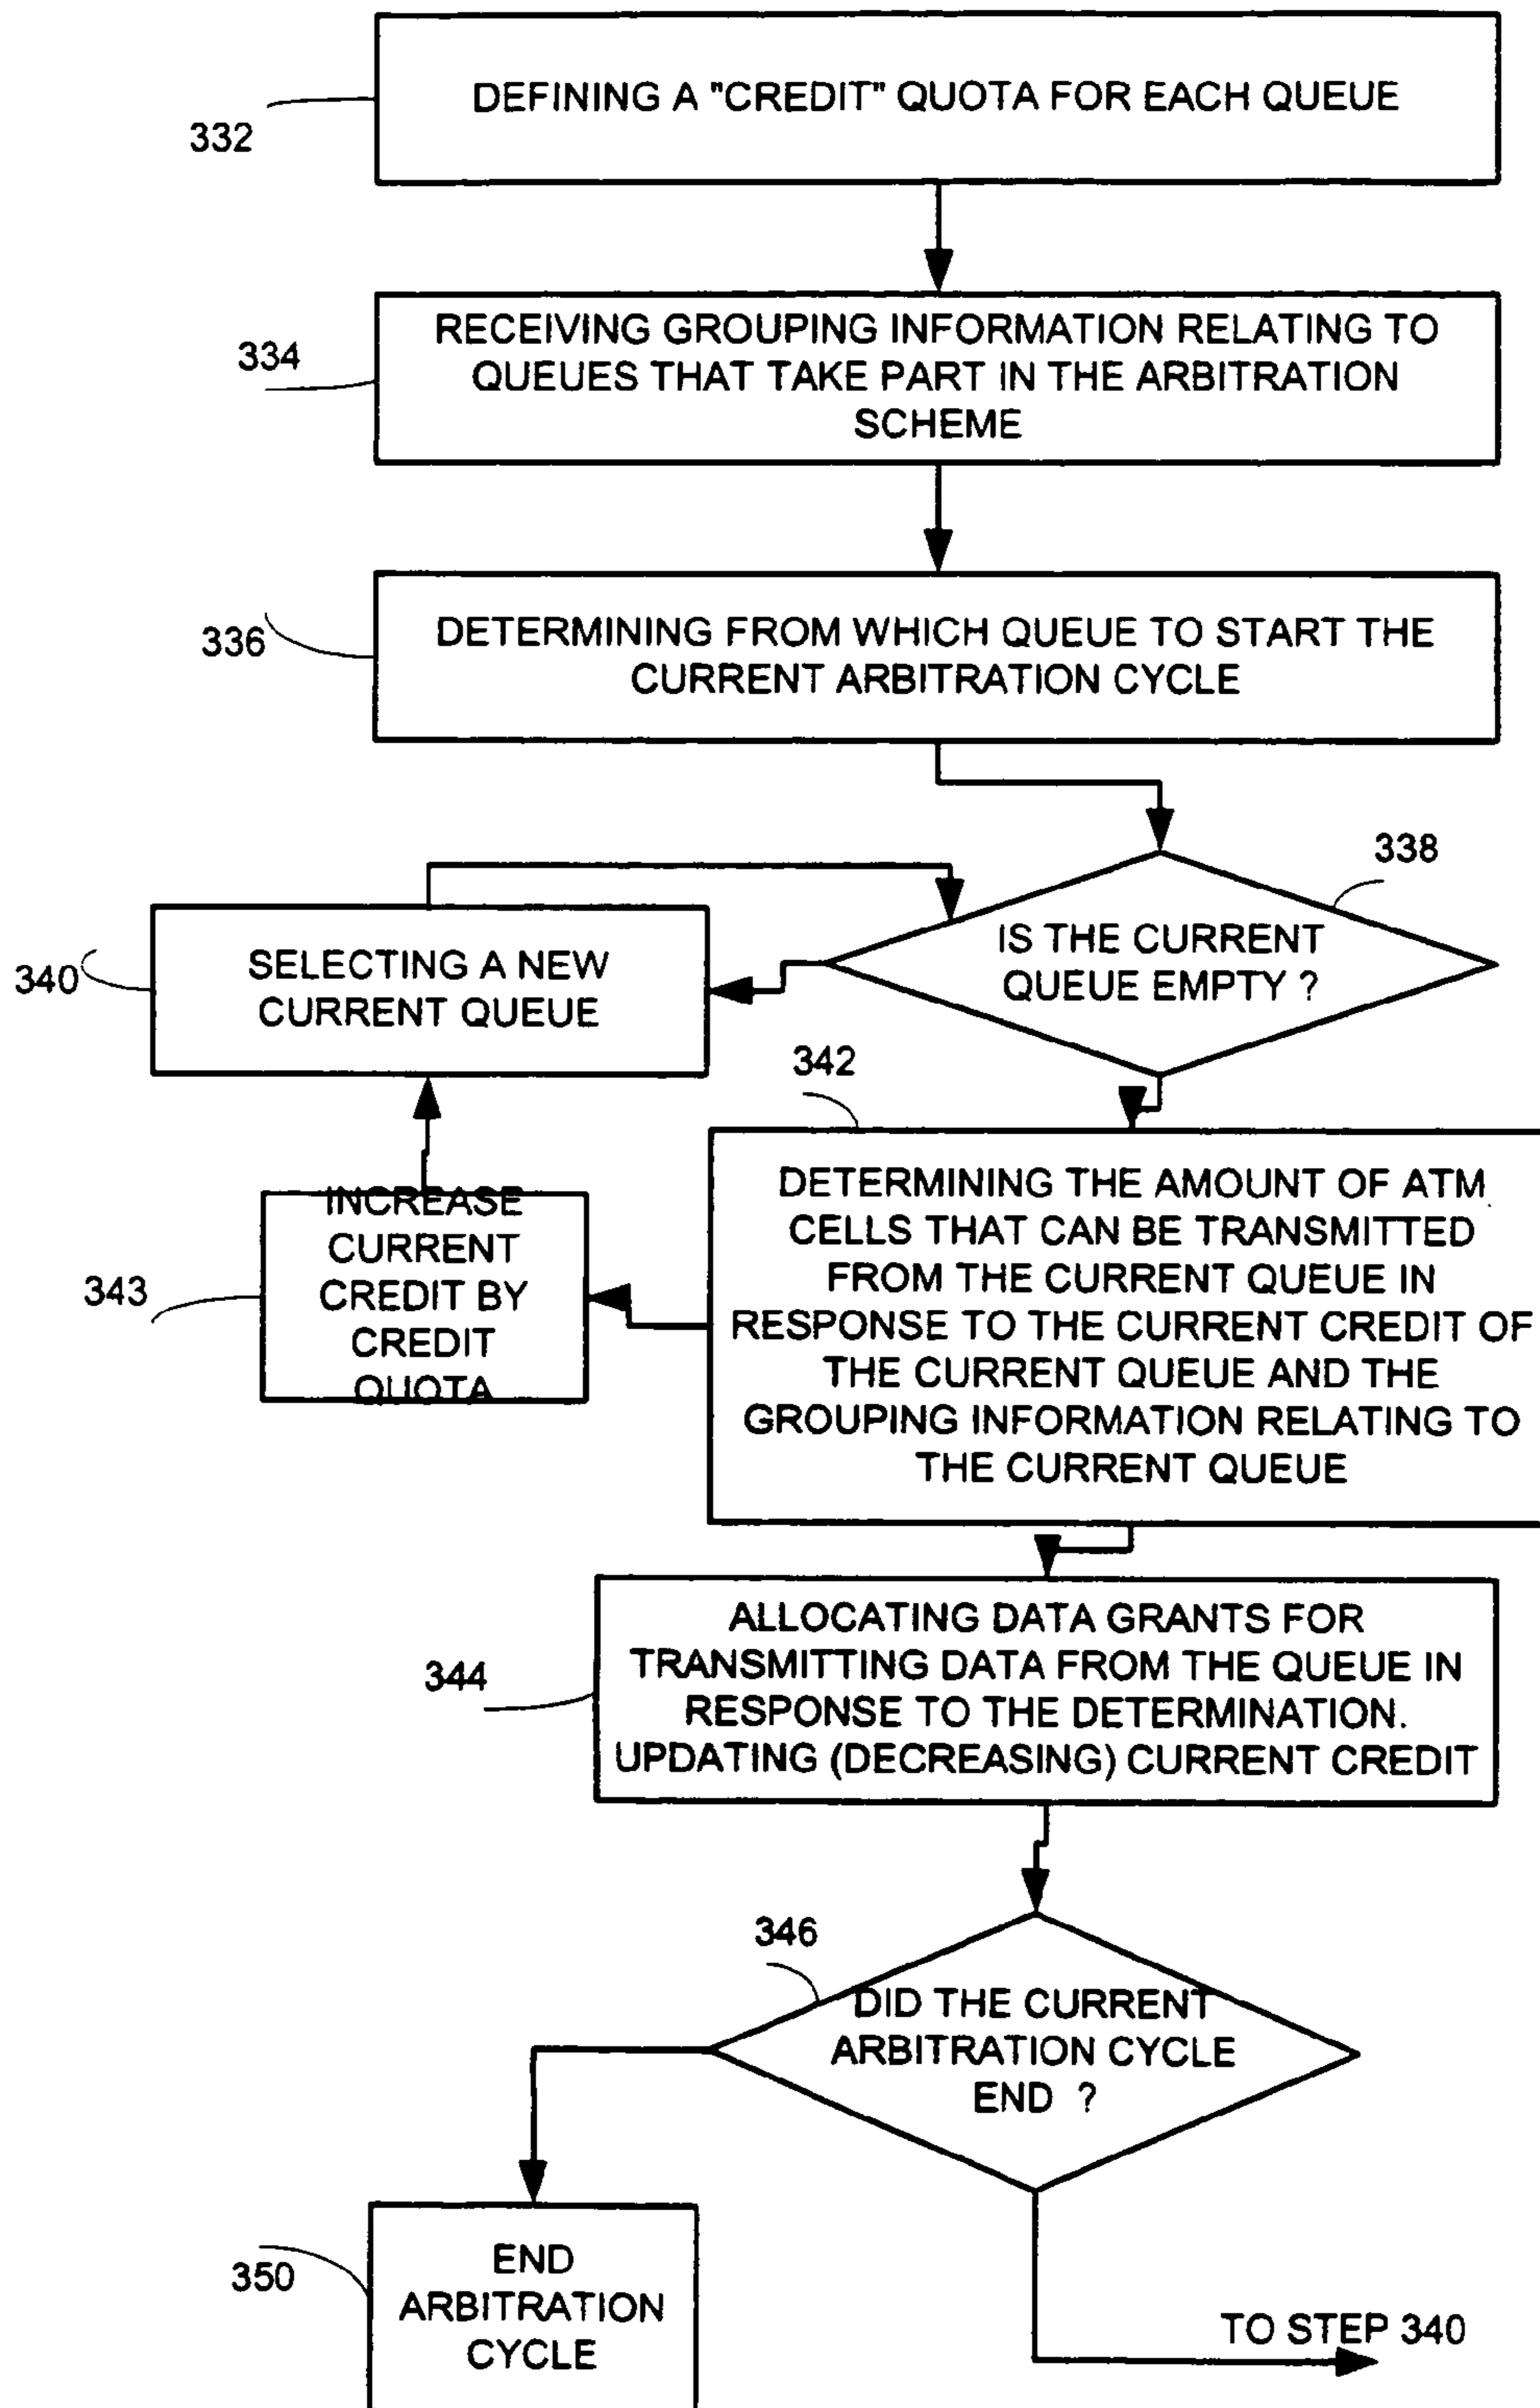 DEFINING A "CREDIT" QUOTA FOR EACH QUEUE
332
RECEIVING GROUPING INFORMATION RELATING TO
QUEUES THAT TAKE PART IN THE ARBITRATION
SCHEME
334
DETERMINING FROM WHICH QUEUE TO START THE
CURRENT ARBITRATION CYCLE
336
338
IS THE CURRENT
QUEUE EMPTY ?
SELECTING A NEW
CURRENT QUEUE
340
342
DETERMINING THE AMOUNT OF ATM
CELLS THAT CAN BE TRANSMITTED
FROM THE CURRENT QUEUE IN
RESPONSE TO THE CURRENT CREDIT OF
THE CURRENT QUEUE AND THE
GROUPING INFORMATION RELATING TO
THE CURRENT QUEUE
INCREASE
CURRENT
CREDIT BY
CREDIT
QUOTA
343
ALLOCATING DATA GRANTS FOR
TRANSMITTING DATA FROM THE QUEUE IN
RESPONSE TO THE DETERMINATION.
UPDATING (DECREASING) CURRENT CREDIT
344
346
DID THE CURRENT
ARBITRATION CYCLE
END ?
350
END
ARBITRATION
CYCLE
TO STEP 340